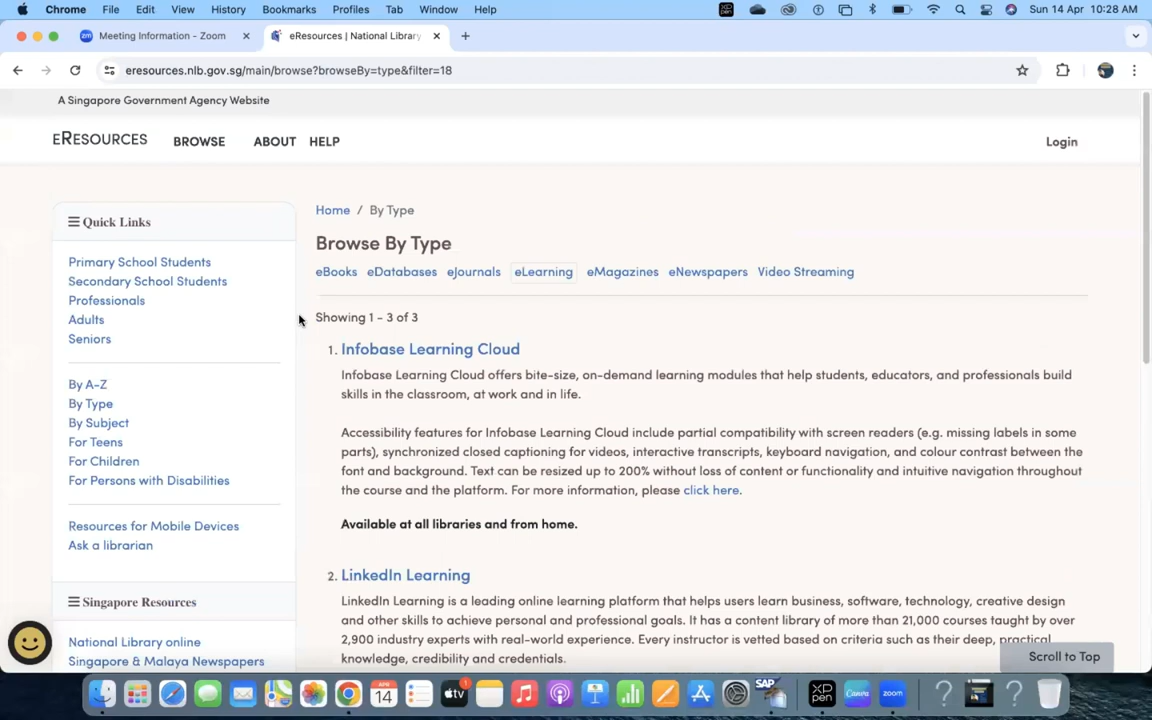 Chrome File Edit View History Bookmarks Profiles Tab Window Help Sun 14 Apr 10:28 AM
zm Meeting Information - Zoom eResources | National Library
eresources.nlb.gov.sg/main/browse?browseBy=type&filter=18
A Singapore Government Agency Website
eRESOURCES BROWSE ABOUT HELP Login
Quick Links
Primary School Students
Secondary School Students
Professionals
Adults
Seniors
By A-Z
By Type
By Subject
For Teens
For Children
For Persons with Disabilities
Resources for Mobile Devices
Ask a librarian
Singapore Resources
National Library online
Singapore & Malaya Newspapers
Home / By Type
Browse By Type
eBooks eDatabases eJournals eLearning eMagazines eNewspapers Video Streaming
Showing 1 - 3 of 3
1. Infobase Learning Cloud
Infobase Learning Cloud offers bite-size, on-demand learning modules that help students, educators, and professionals build
skills in the classroom, at work and in life.
Accessibility features for Infobase Learning Cloud include partial compatibility with screen readers (e.g. missing labels in some
parts), synchronized closed captioning for videos, interactive transcripts, keyboard navigation, and colour contrast between the
font and background. Text can be resized up to 200% without loss of content or functionality and intuitive navigation throughout
the course and the platform. For more information, please click here.
Available at all libraries and from home.
2. LinkedIn Learning
LinkedIn Learning is a leading online learning platform that helps users learn business, software, technology, creative design
and other skills to achieve personal and professional goals. It has a content library of more than 21,000 courses taught by over
2,900 industry experts with real-world experience. Every instructor is vetted based on criteria such as their deep, practical
knowledge, credibility and credentials.
Scroll to Top
APR
14
tv
1
SAP
XP
PEN
Canva
zoom